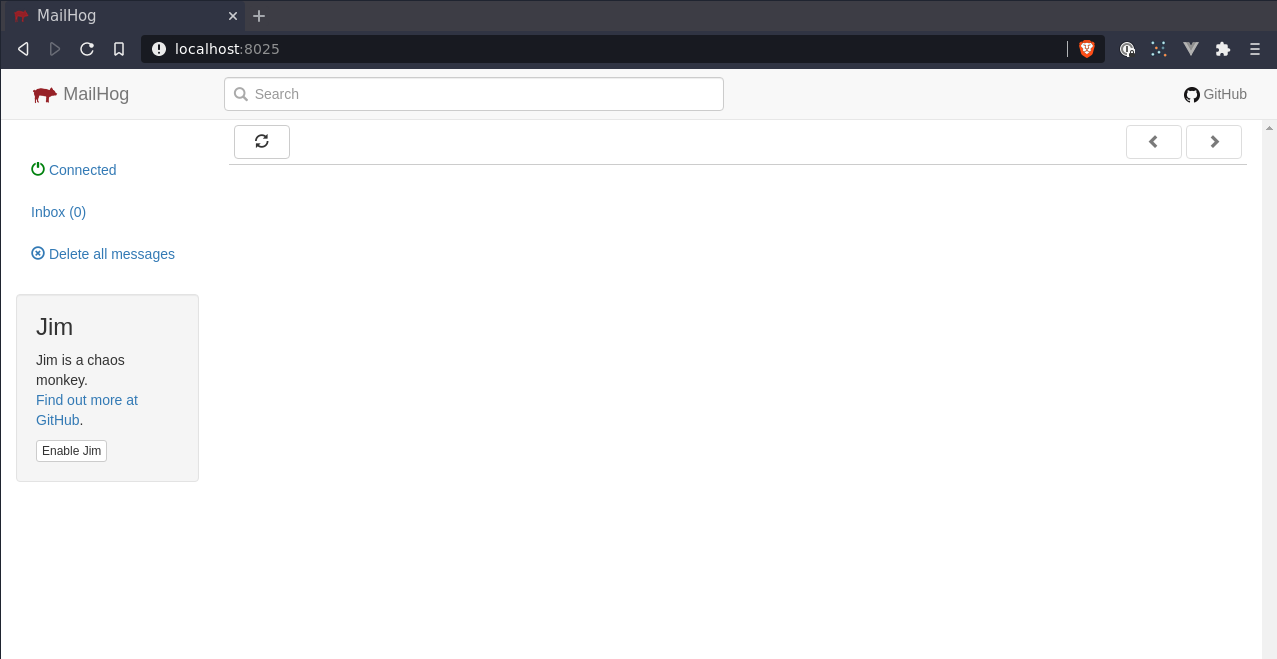 MailHog
localhost:8025
MailHog
Search
GitHub
Connected
Inbox (0)
Delete all messages
Jim
Jim is a chaos
monkey.
Find out more at
GitHub.
Enable Jim